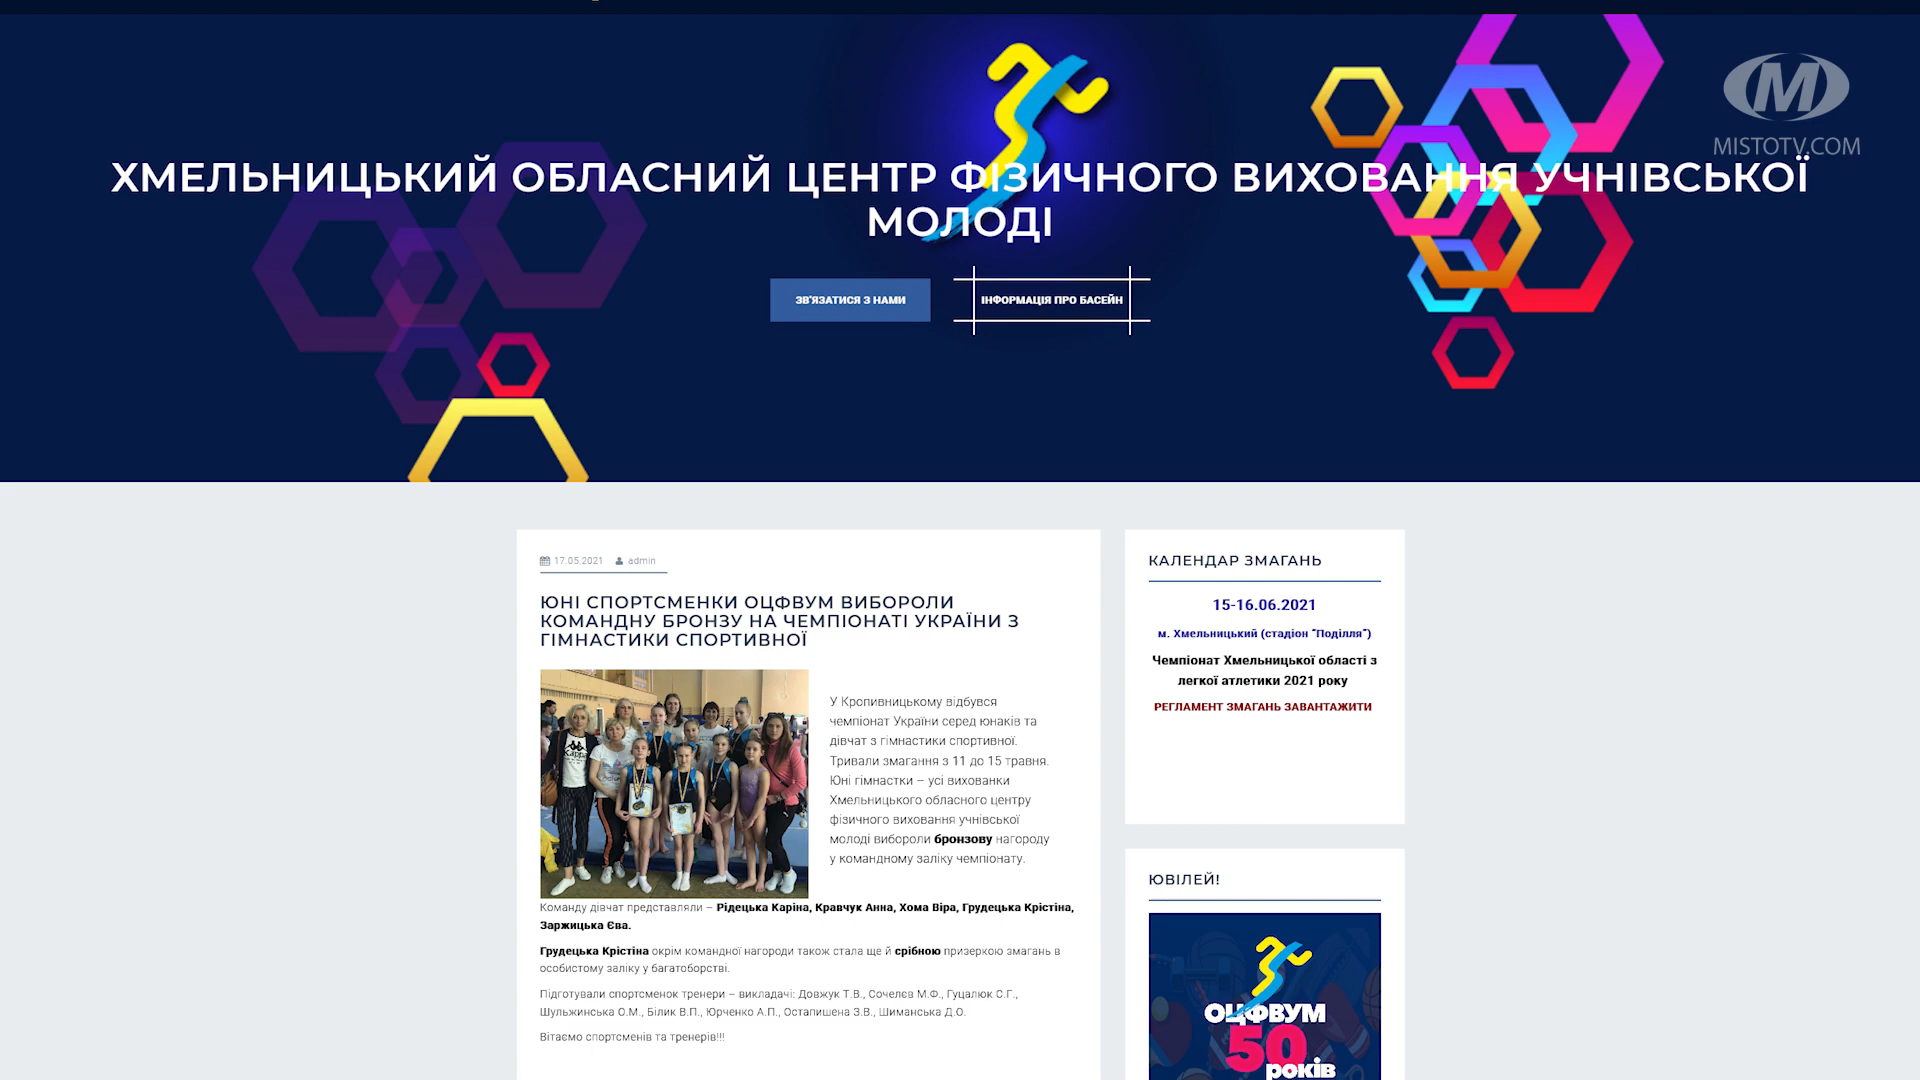 MISTOTV.COM
ХМЕЛЬНИЦЬКИЙ ОБЛАСНИЙ ЦЕНТР ФІЗИЧНОГО ВИХОВАННЯ УЧНІВСЬКОЇ
МОЛОДІ
ЗВ'ЯЗАТИСЯ З НАМИ
ІНФОРМАЦІЯ ПРО БАСЕЙН
17.05.2021 admin
ЮНІ СПОРТСМЕНКИ ОЦФВУМ ВИБОРОЛИ
КОМАНДНУ БРОНЗУ НА ЧЕМПІОНАТІ УКРАЇНИ З
ГІМНАСТИКИ СПОРТИВНОЇ
У Кропивницькому відбувся
чемпіонат України серед юнаків та
дівчат з гімнастики спортивної.
Тривали змагання з 11 до 15 травня.
Юні гімнастки – усі вихованки
Хмельницького обласного центру
фізичного виховання учнівської
молоді вибороли бронзову нагороду
у командному заліку чемпіонату.
Команду дівчат представляли – Рідецька Каріна, Кравчук Анна, Хома Віра, Грудецька Крістіна,
Заржицька Єва.
Грудецька Крістіна окрім командної нагороди також стала ще й срібною призеркою змагань в
особистому заліку у багатоборстві.
Підготували спортсменок тренери – викладачі: Довжук Т.В., Сочелєв М.Ф., Гуцалюк С.Г.,
Шульжинська О.М., Білик В.П., Юрченко А.П., Остапишена З.В., Шиманська Д.О.
Вітаємо спортсменів та тренерів!!!
КАЛЕНДАР ЗМАГАНЬ
15-16.06.2021
м. Хмельницький (стадіон “Поділля”)
Чемпіонат Хмельницької області з
легкої атлетики 2021 року
РЕГЛАМЕНТ ЗМАГАНЬ ЗАВАНТАЖИТИ
ЮВІЛЕЙ!
ОЦФВУМ
50
років